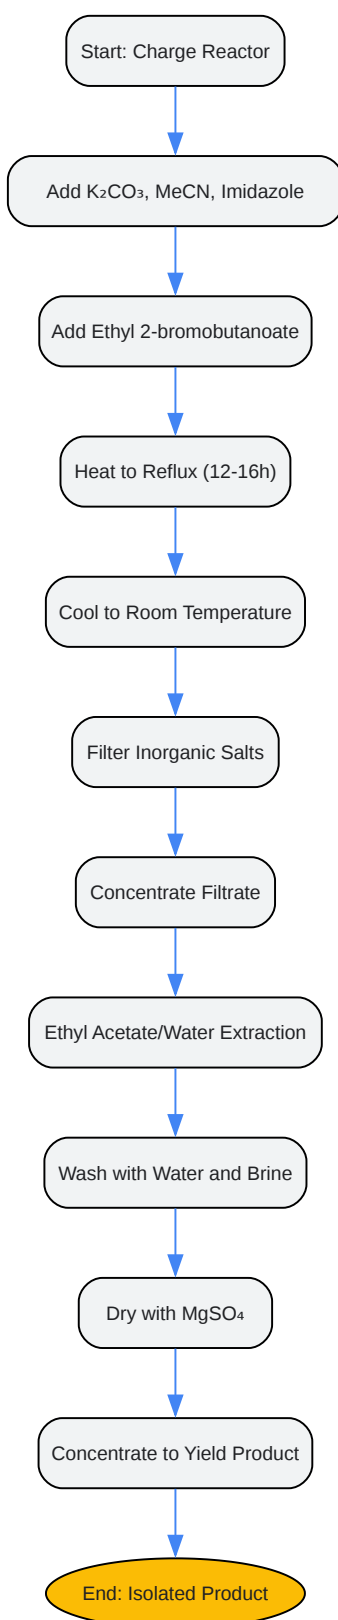 Start: Charge Reactor
Add K₂CO₃, MeCN, Imidazole
Add Ethyl 2-bromobutanoate
Heat to Reflux (12-16h)
Cool to Room Temperature
Filter Inorganic Salts
Concentrate Filtrate
Ethyl Acetate/Water Extraction
Wash with Water and Brine
Dry with MgSO₄
Concentrate to Yield Product
End: Isolated Product